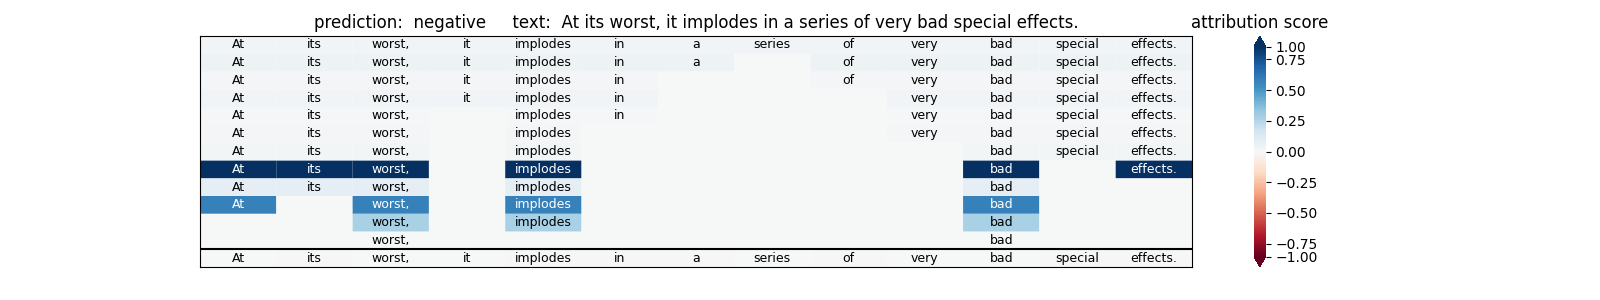 prediction: negative text: At its worst, it implodes in a series of very bad special effects. attribution score
At its worst, it implodes in a series of very bad special effects. 1.00
At its worst, it implodes in a of very bad special effects. 0.75
At its worst, it implodes in of very bad special effects.
At its worst, it implodes in very bad special effects. 0.50
At its worst, implodes in very bad special effects. 0.25
At its worst, implodes very bad special effects.
At its worst, implodes bad special effects. 0.00
At its worst, implodes bad effects.
At its worst, implodes bad −0.25
At worst, implodes bad −0.50
worst, implodes bad
worst, bad −0.75
At its worst, it implodes in a series of very bad special effects. −1.00